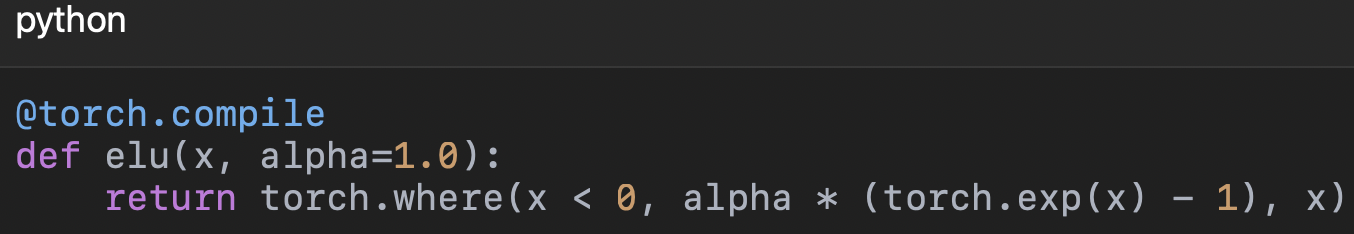 python
@torch.compile
def elu(x, alpha=1.0):
    return torch.where(x < 0, alpha * (torch.exp(x) - 1), x)